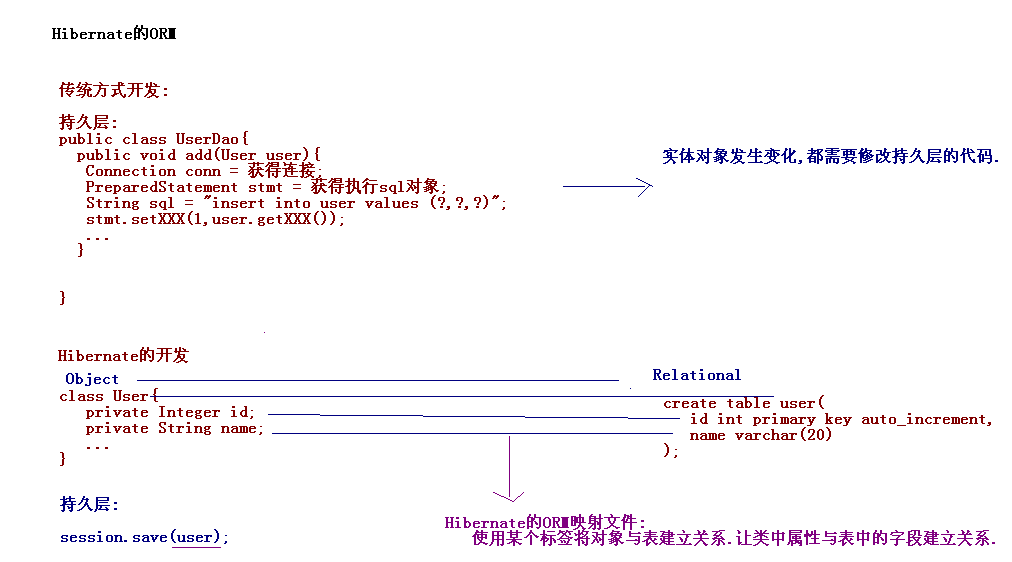 Hibernate的ORM
传统方式开发:
持久层:
public class UserDao{
public void add(User user){
Connection conn = 获得连接;
PreparedStatement stmt = 获得执行sql对象;
String sql = "insert into user values (?,?,?)";
stmt.setXXX(1,user.getXXX());
...
}
}
实体对象发生变化,都需要修改持久层的代码.
Hibernate的开发
Object
class User{
private Integer id;
private String name;
...
}
Relational
create table user(
id int primary key auto_increment,
name varchar(20)
);
持久层:
session.save(user);
Hibernate的ORM映射文件:
使用某个标签将对象与表建立关系.让类中属性与表中的字段建立关系.